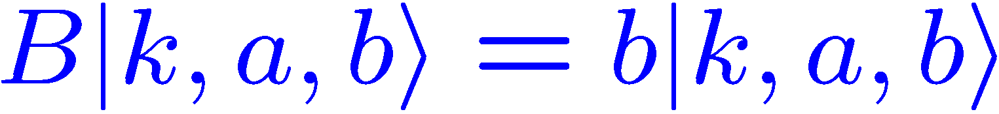 B|k, a, b⟩ = b|k, a, b⟩